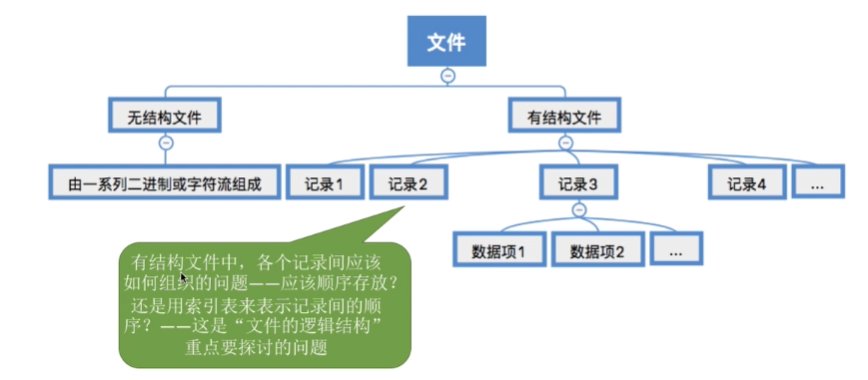 文件
无结构文件
有结构文件
由一系列二进制或字符流组成
记录1
记录2
记录3
记录4
...
数据项1
数据项2
...
有结构文件中，各个记录间应该
如何组织的问题——应该顺序存放？
还是用索引表来表示记录间的顺
序？——这是“文件的逻辑结构”
重点要探讨的问题